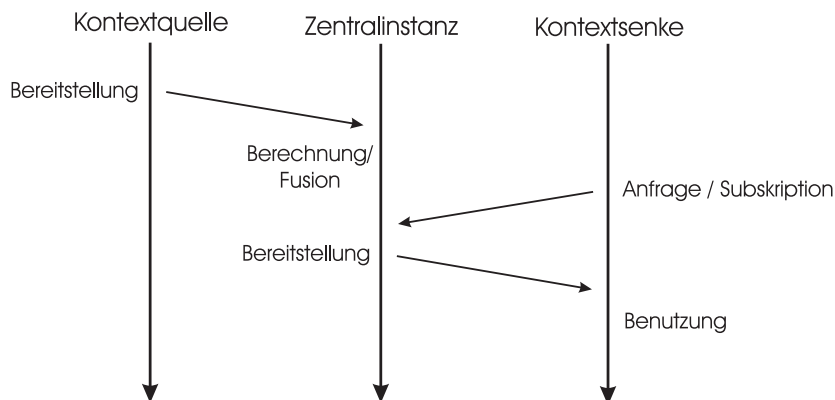 Kontextquelle
Zentralinstanz
Kontextsenke
Bereitstellung
Berechnung/
Fusion
Anfrage / Subskription
Bereitstellung
Benutzung